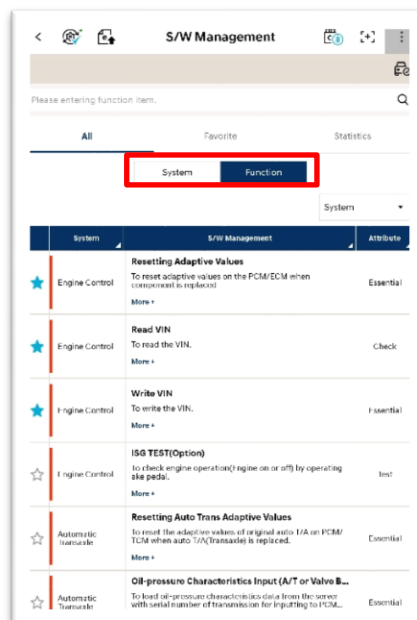 S/W Management
Please entering function item.
All
Favorite
Statistics
System
Function
System
System
S/W Management
Attribute
Resetting Adaptive Values
Engine Control
To reset adaptive values on the PCM/ECM when
component is replaced
Essential
More +
Read VIN
Engine Control
To read the VIN.
Check
More +
Write VIN
Engine Control
To write the VIN.
Essential
More +
ISG TEST(Option)
Engine Control
To check engine operation(Engine on or off) by operating
ake pedal.
Test
More +
Resetting Auto Trans Adaptive Values
Automatic
Transaxle
To reset the adaptive values of original auto T/A on PCM/
TCM when auto T/A(Transaxle) is replaced.
Essential
More +
Oil-pressure Characteristics Input (A/T or Valve B...
Automatic
Transaxle
To load oil-pressure characteristics data from the server
with serial number of transmission for inputting to PCM...
Essential